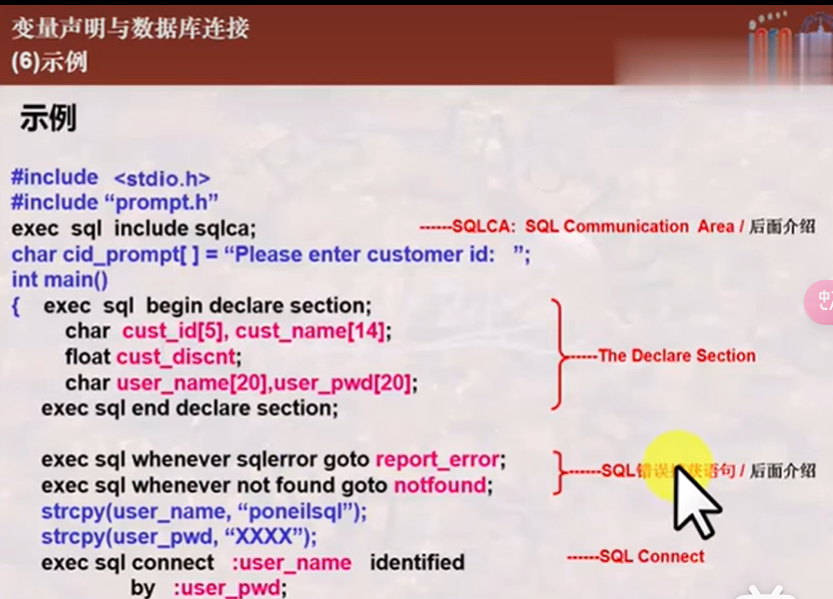 变量声明与数据库连接
(6)示例
示例
#include <stdio.h>
#include “prompt.h”
exec sql include sqlca; ------SQLCA: SQL Communication Area / 后面介绍
char cid_prompt[ ] = “Please enter customer id: ”;
int main()
{ exec sql begin declare section;
char cust_id[5], cust_name[14];
float cust_discnt; -----The Declare Section
char user_name[20],user_pwd[20];
exec sql end declare section;
exec sql whenever sqlerror goto report_error; ------SQL错误语句 / 后面介绍
exec sql whenever not found goto notfound;
strcpy(user_name, “poneilsql”);
strcpy(user_pwd, “XXXX”);
exec sql connect :user_name identified ------SQL Connect
by :user_pwd;